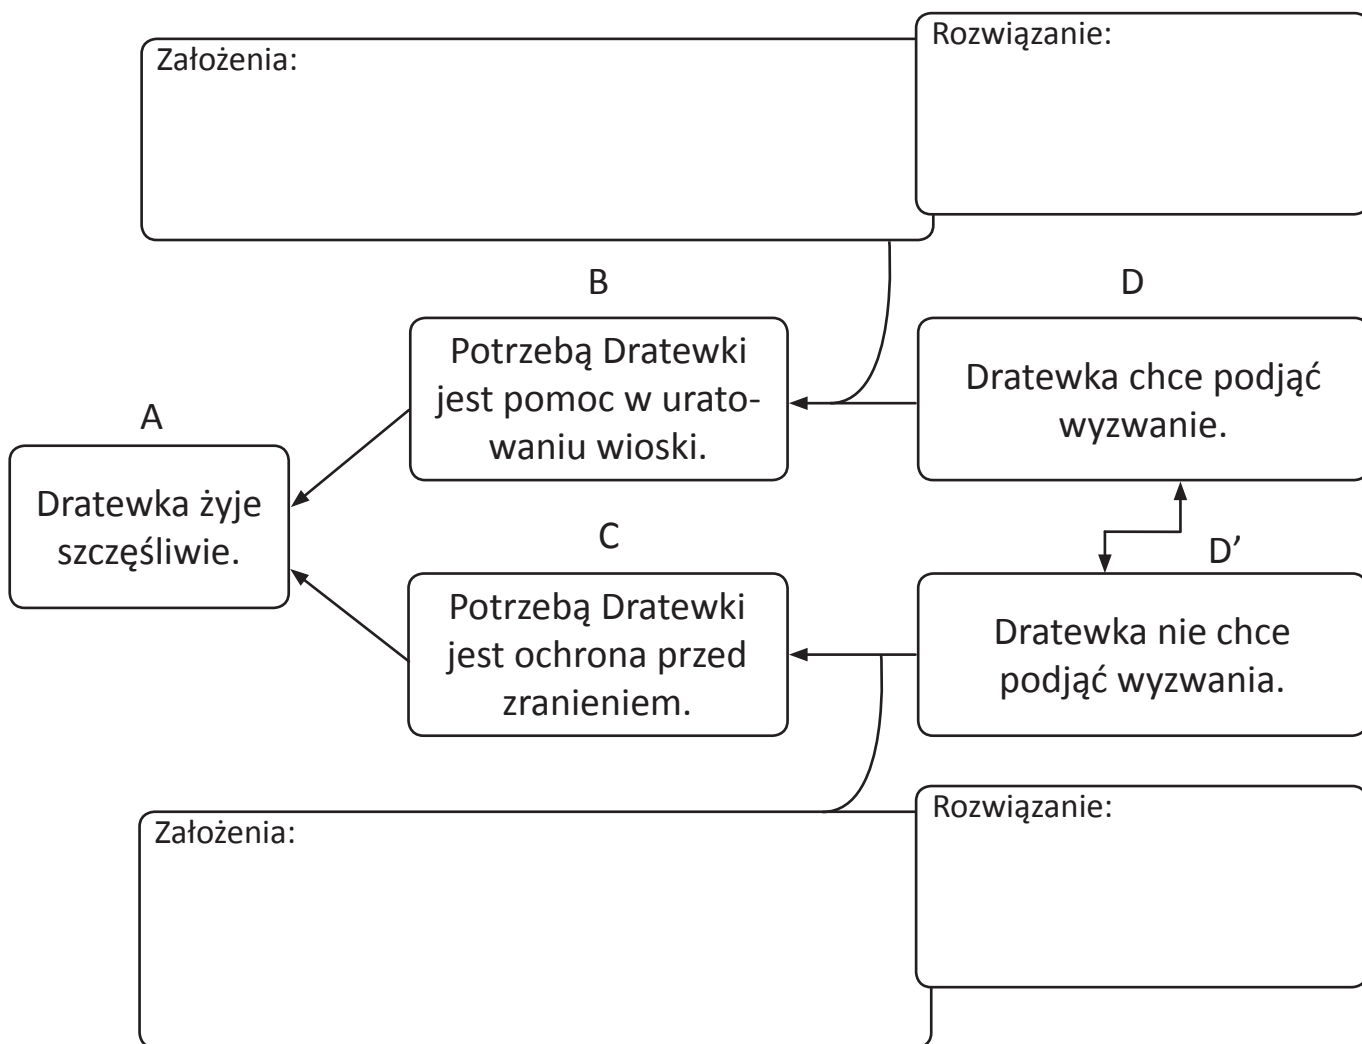 Założenia:
Rozwiązanie:
B
D
Potrzebą Dratewki
jest pomoc w urato-
waniu wioski.
Dratewka chce podjąć
wyzwanie.
A
Dratewka żyje
szczęśliwie.
C
D’
Potrzebą Dratewki
jest ochrona przed
zranieniem.
Dratewka nie chce
podjąć wyzwania.
Założenia:
Rozwiązanie: